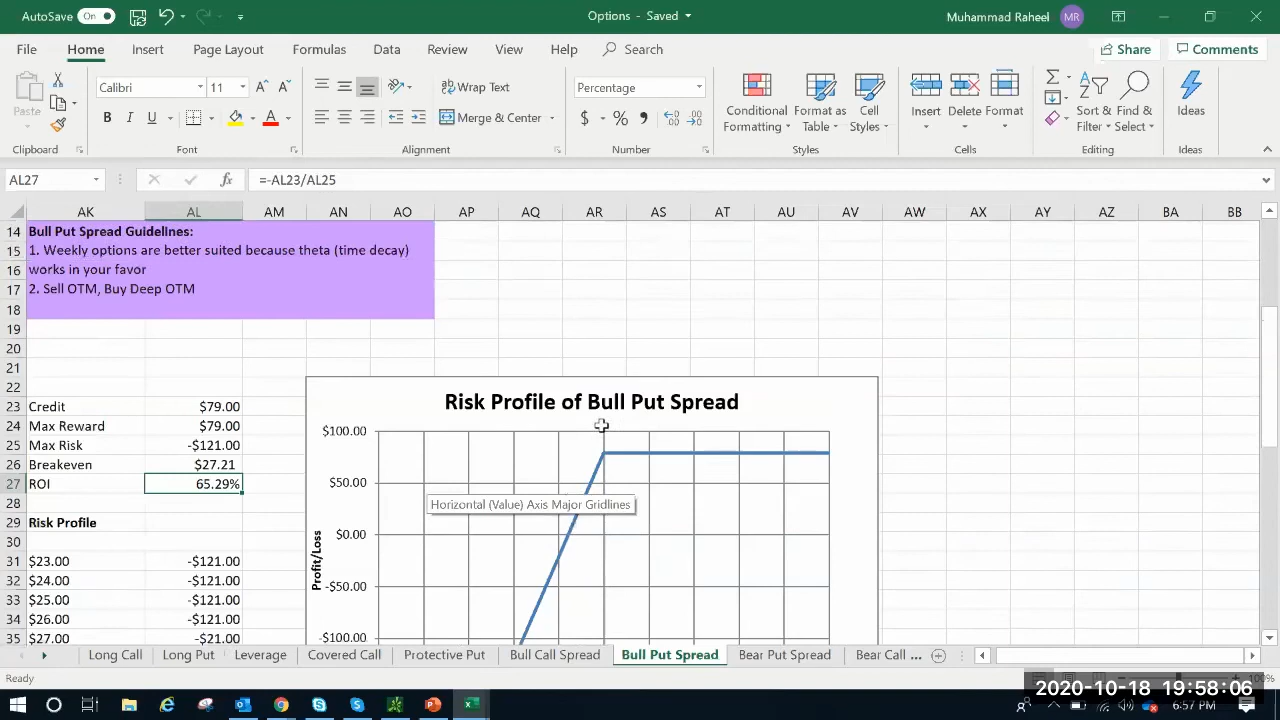 AutoSave On
Options - Saved
Muhammad Raheel MR
File Home Insert Page Layout Formulas Data Review View Help Search Share Comments
Paste
Calibri 11
B I U
Wrap Text
Merge & Center
Percentage
$ %
Conditional Formatting
Format as Table
Cell Styles
Insert Delete Format
Sort & Filter
Find & Select
Ideas
Clipboard Font Alignment Number Styles Cells Editing Ideas
AL27 fx =-AL23/AL25
AK AL AM AN AO AP AQ AR AS AT AU AV AW AX AY AZ BA BB
14 Bull Put Spread Guidelines:
15 1. Weekly options are better suited because theta (time decay)
16 works in your favor
17 2. Sell OTM, Buy Deep OTM
18
19
20
21
22
23 Credit $79.00
24 Max Reward $79.00
25 Max Risk -$121.00
26 Breakeven $27.21
27 ROI 65.29%
28
29 Risk Profile
30
31 $23.00 -$121.00
32 $24.00 -$121.00
33 $25.00 -$121.00
34 $26.00 -$121.00
35 $27.00 -$21.00
Risk Profile of Bull Put Spread
$100.00
$50.00
$0.00
-$50.00
-$100.00
Profit/Loss
Horizontal (Value) Axis Major Gridlines
Long Call Long Put Leverage Covered Call Protective Put Bull Call Spread Bull Put Spread Bear Put Spread Bear Call ...
Ready
100%
2020-10-18 19:58:06
6:57 PM